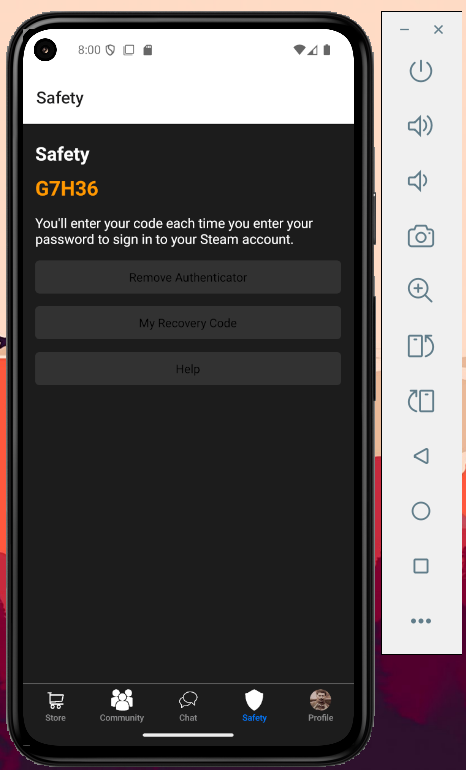 8:00
Safety
Safety
G7H36
You'll enter your code each time you enter your
password to sign in to your Steam account.
Remove Authenticator
My Recovery Code
Help
Store
Community
Chat
Safety
Profile